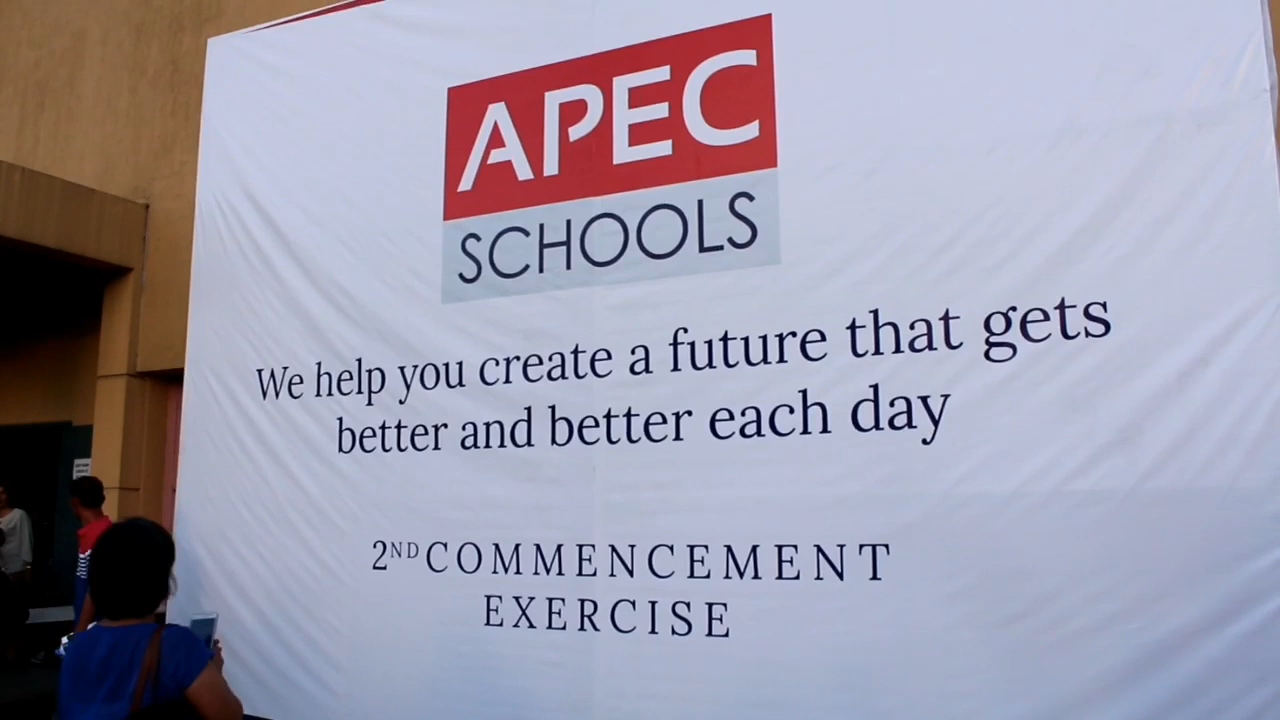 APEC
SCHOOLS
We help you create a future that gets
better and better each day
2ND COMMENCEMENT
EXERCISE